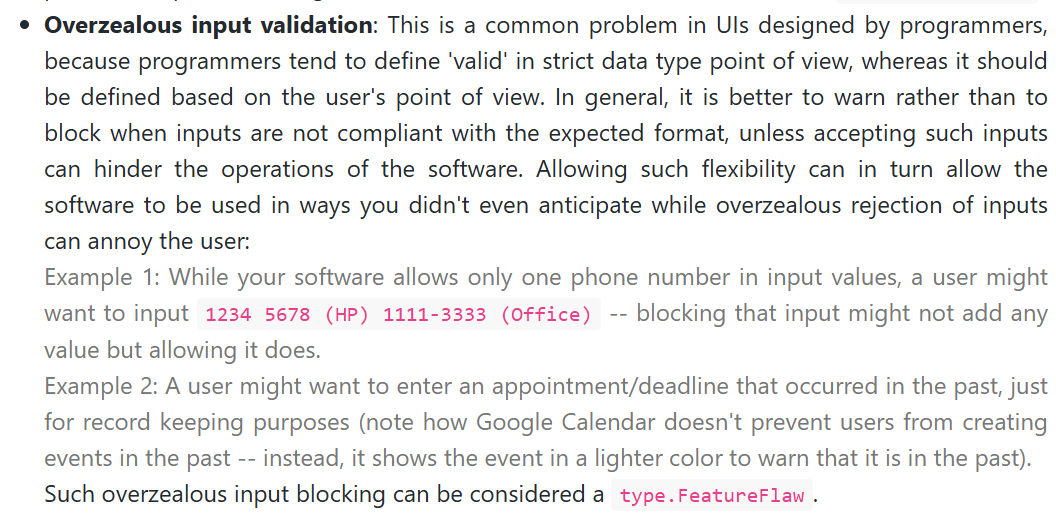 • Overzealous input validation: This is a common problem in UIs designed by programmers,
because programmers tend to define 'valid' in strict data type point of view, whereas it should
be defined based on the user's point of view. In general, it is better to warn rather than to
block when inputs are not compliant with the expected format, unless accepting such inputs
can hinder the operations of the software. Allowing such flexibility can in turn allow the
software to be used in ways you didn't even anticipate while overzealous rejection of inputs
can annoy the user:
Example 1: While your software allows only one phone number in input values, a user might
want to input 1234 5678 (HP) 1111-3333 (Office) -- blocking that input might not add any
value but allowing it does.
Example 2: A user might want to enter an appointment/deadline that occurred in the past, just
for record keeping purposes (note how Google Calendar doesn't prevent users from creating
events in the past -- instead, it shows the event in a lighter color to warn that it is in the past).
Such overzealous input blocking can be considered a type.FeatureFlaw .